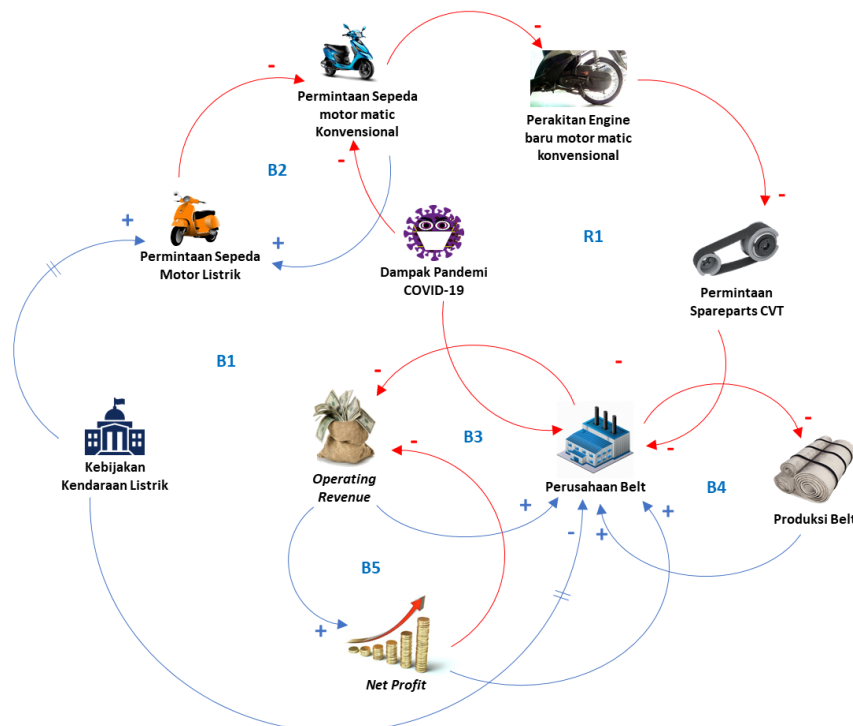 -
-
Permintaan Sepeda
motor matic
Konvensional
Perakitan Engine
baru motor matic
konvensional
-
B2
-
+
+
Permintaan Sepeda
Motor Listrik
Dampak Pandemi
COVID-19
R1
Permintaan
Spareparts CVT
B1
-
-
-
Kebijakan
Kendaraan Listrik
Operating
Revenue
-
B3
-
-
Perusahaan Belt
B4
Produksi Belt
+
-
+
+
B5
+
Net Profit